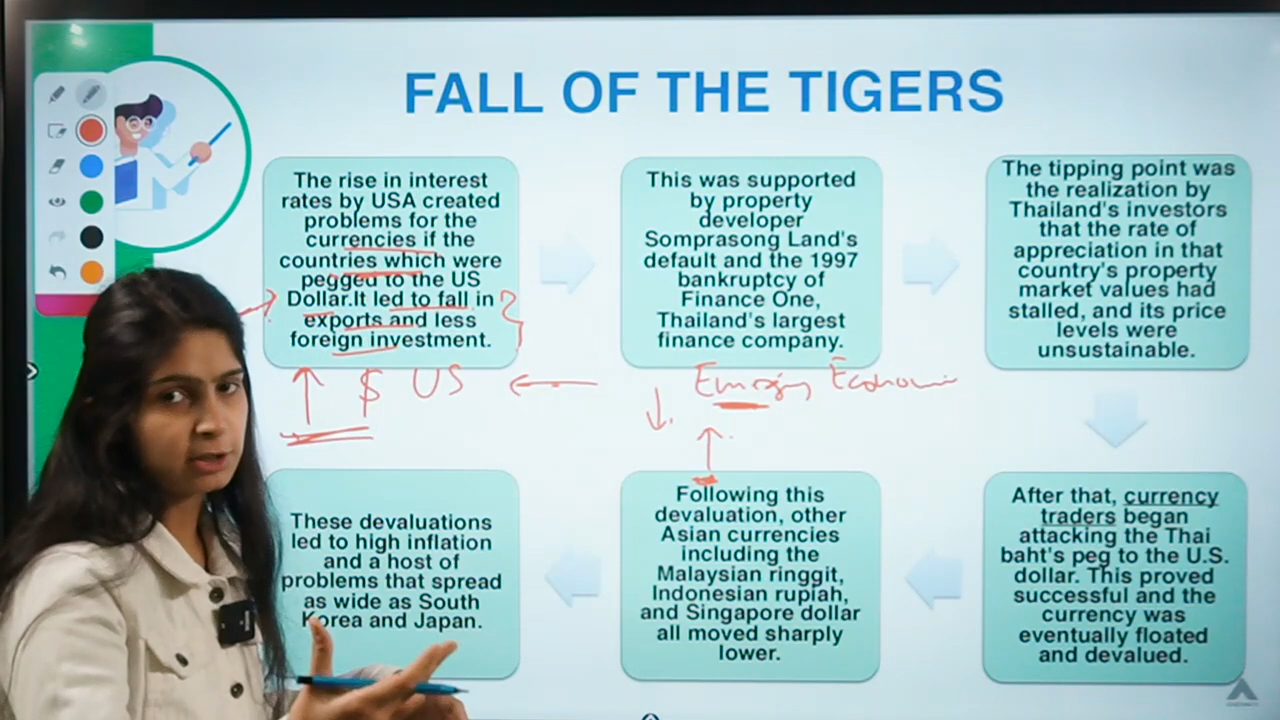 FALL OF THE TIGERS
The rise in interest
rates by USA created
problems for the
currencies if the
countries which were
pegged to the US
Dollar.It led to fall in
exports and less
foreign investment.
This was supported
by property
developer
Somprasong Land's
default and the 1997
bankruptcy of
Finance One,
Thailand's largest
finance company.
The tipping point was
the realization by
Thailand's investors
that the rate of
appreciation in that
country's property
market values had
stalled, and its price
levels were
unsustainable.
$ US
Economi
After that, currency
traders began
attacking the Thai
baht's peg to the U.S.
dollar. This proved
successful and the
currency was
eventually floated
and devalued.
Following this
devaluation, other
Asian currencies
including the
Malaysian ringgit,
Indonesian rupiah,
and Singapore dollar
all moved sharply
lower.
These devaluations
led to high inflation
and a host of
problems that spread
as wide as South
Korea and Japan.